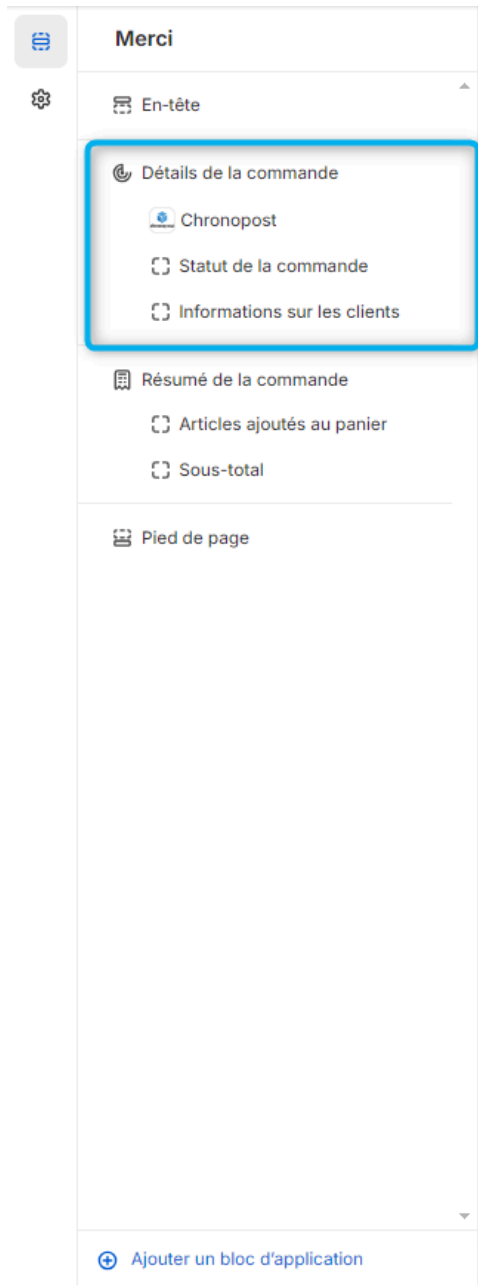 Merci
En-tête
Détails de la commande
Chronopost
Statut de la commande
Informations sur les clients
Résumé de la commande
Articles ajoutés au panier
Sous-total
Pied de page
Ajouter un bloc d’application